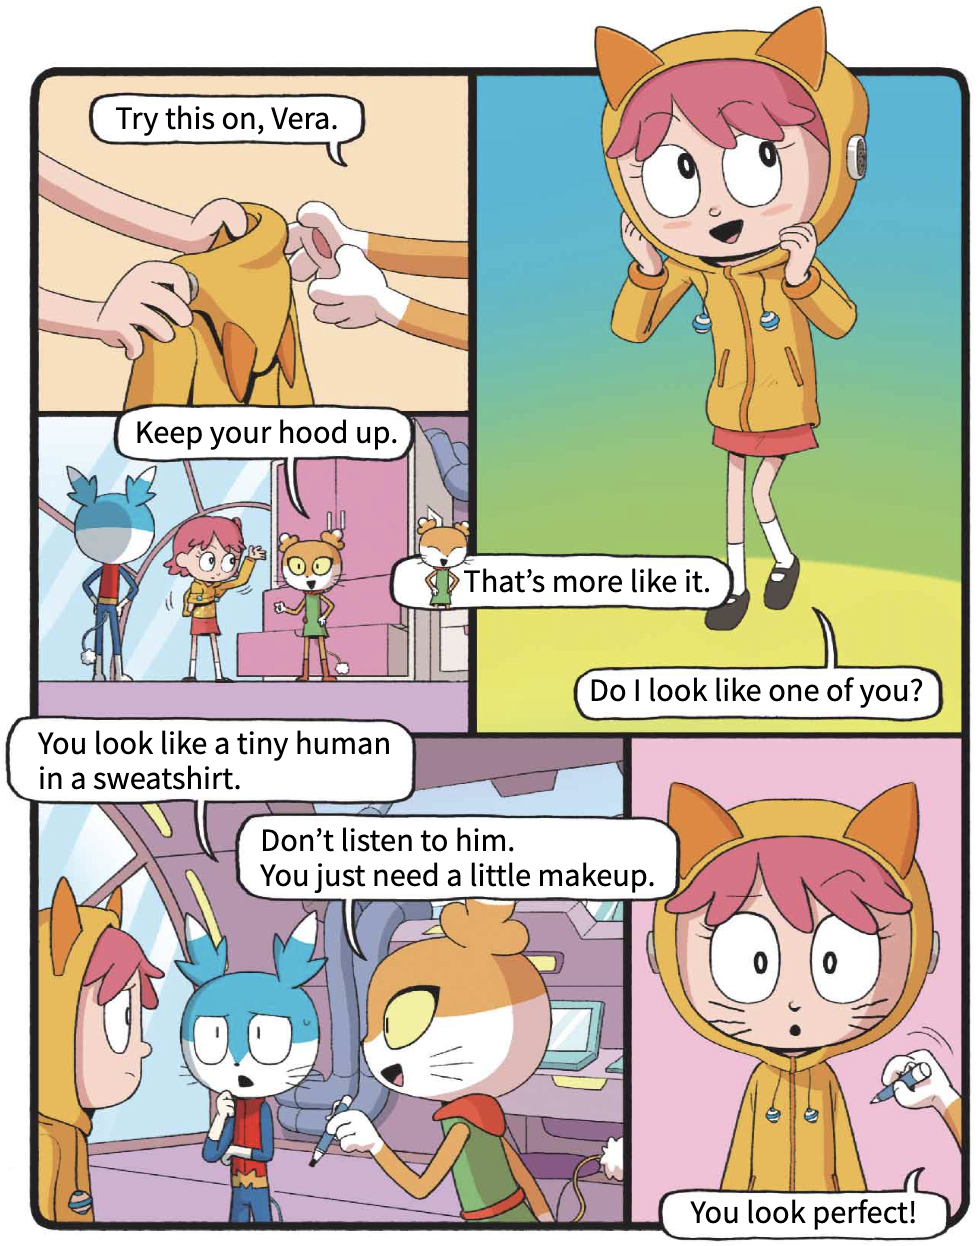 Try this on, Vera.
Keep your hood up.
That’s more like it.
Do I look like one of you?
You look like a tiny human
in a sweatshirt.
Don’t listen to him.
You just need a little makeup.
You look perfect!